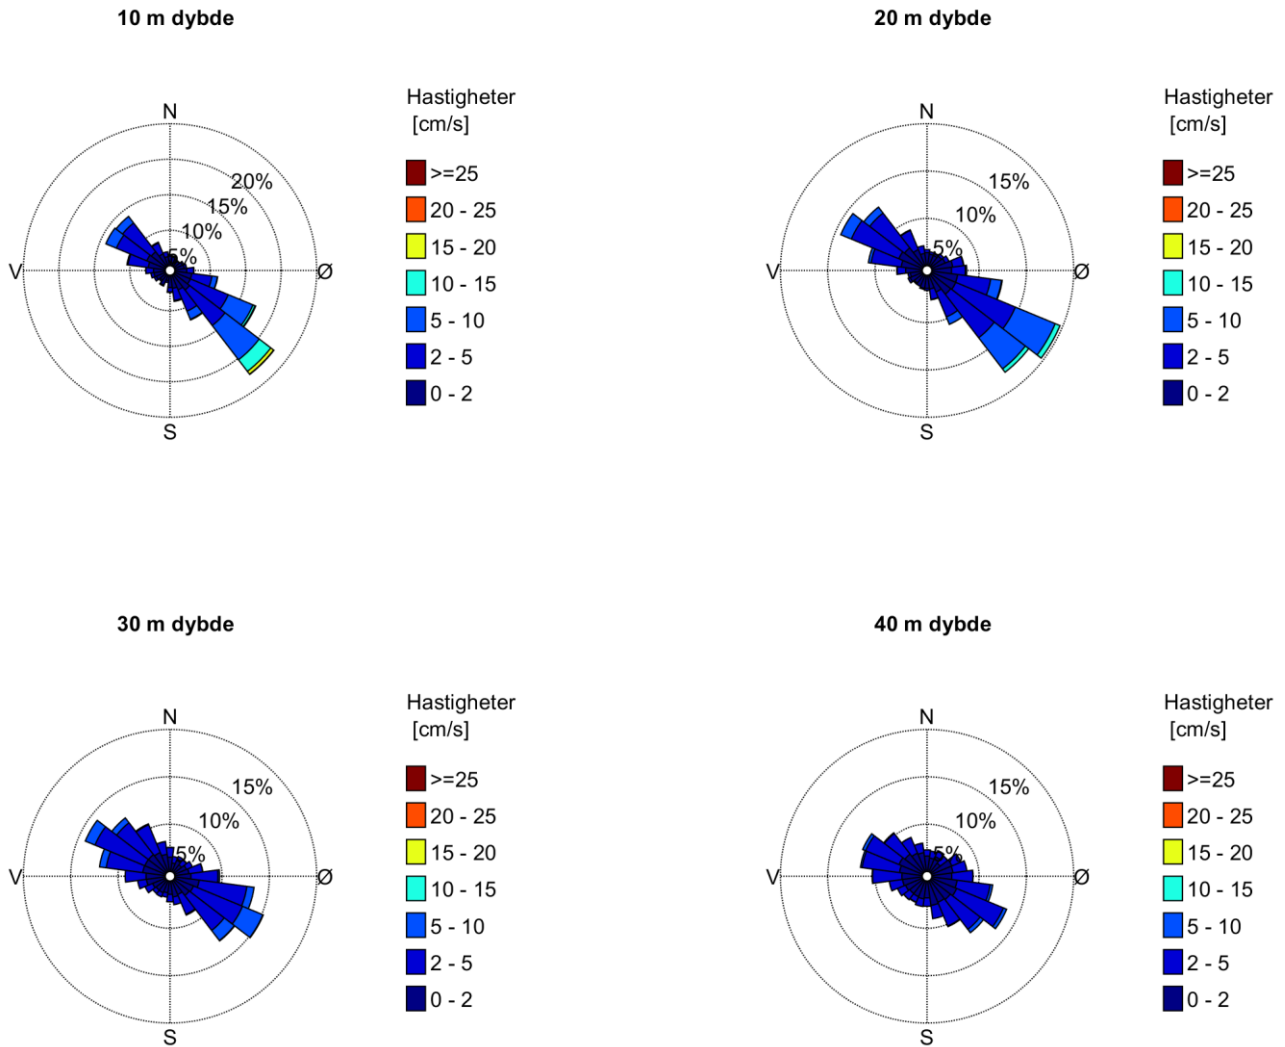 10 m dybde
N
V
Ø
S
20%
15%
10%
5%
Hastigheter
[cm/s]
>=25
20 - 25
15 - 20
10 - 15
5 - 10
2 - 5
0 - 2
20 m dybde
N
V
Ø
S
15%
10%
5%
Hastigheter
[cm/s]
>=25
20 - 25
15 - 20
10 - 15
5 - 10
2 - 5
0 - 2
30 m dybde
N
V
Ø
S
15%
10%
5%
Hastigheter
[cm/s]
>=25
20 - 25
15 - 20
10 - 15
5 - 10
2 - 5
0 - 2
40 m dybde
N
V
Ø
S
15%
10%
5%
Hastigheter
[cm/s]
>=25
20 - 25
15 - 20
10 - 15
5 - 10
2 - 5
0 - 2